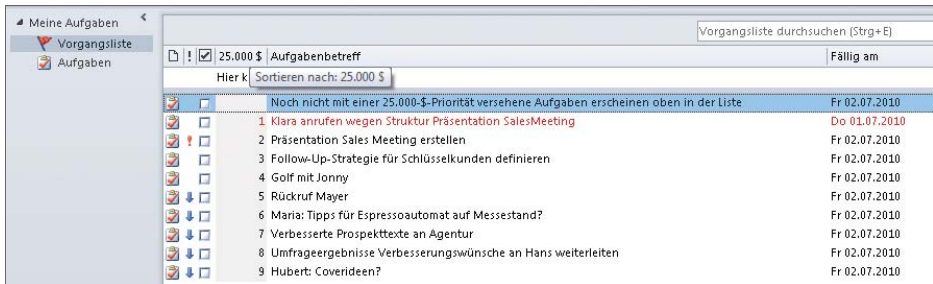 Meine Aufgaben
Vorgangsliste
Aufgaben
Vorgangsliste durchsuchen (Strg+E)
! 25.000 $ Aufgabenbetreff Fällig am
Hier k
Sortieren nach: 25.000 $
Noch nicht mit einer 25.000-$-Priorität versehene Aufgaben erscheinen oben in der Liste Fr 02.07.2010
1 Klara anrufen wegen Struktur Präsentation SalesMeeting Do 01.07.2010
2 Präsentation Sales Meeting erstellen Fr 02.07.2010
3 Follow-Up-Strategie für Schlüsselkunden definieren Fr 02.07.2010
4 Golf mit Jonny Fr 02.07.2010
5 Rückruf Mayer Fr 02.07.2010
6 Maria: Tipps für Espressoautomat auf Messestand? Fr 02.07.2010
7 Verbesserte Prospekttexte an Agentur Fr 02.07.2010
8 Umfrageergebnisse Verbesserungswünsche an Hans weiterleiten Fr 02.07.2010
9 Hubert: Coverideen? Fr 02.07.2010